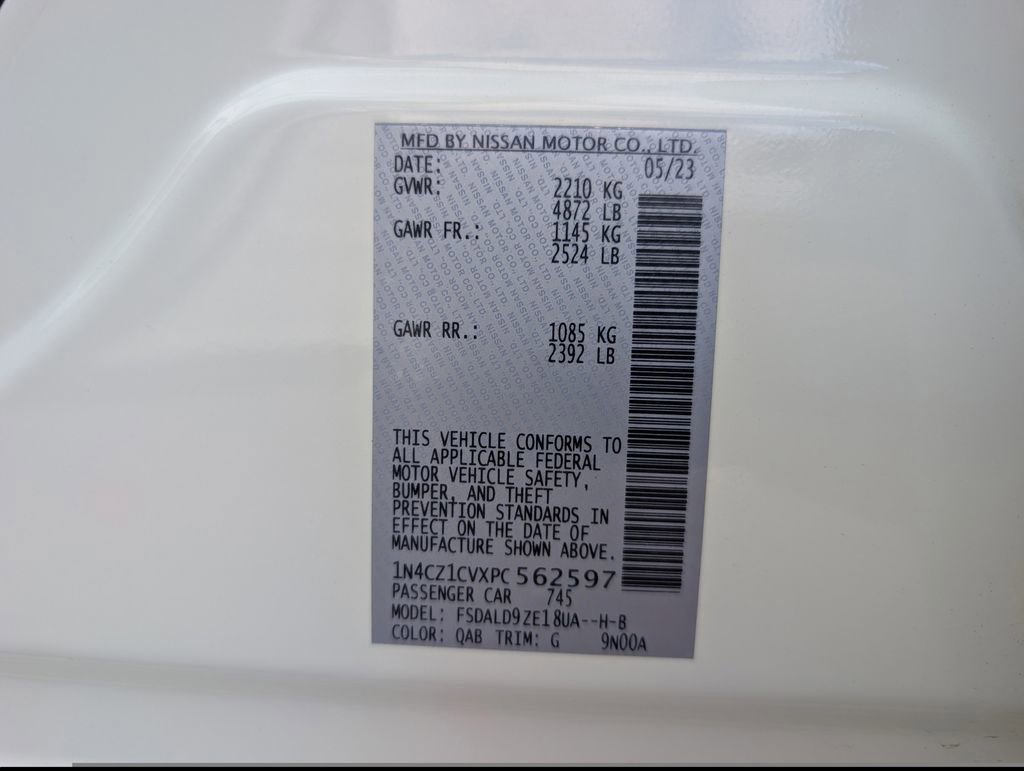 MFD BY NISSAN MOTOR CO., LTD.
DATE: 05/23
GVWR: 2210 KG
4872 LB
GAWR FR.: 1145 KG
2524 LB
GAWR RR.: 1085 KG
2392 LB
THIS VEHICLE CONFORMS TO
ALL APPLICABLE FEDERAL
MOTOR VEHICLE SAFETY,
BUMPER, AND THEFT
PREVENTION STANDARDS IN
EFFECT ON THE DATE OF
MANUFACTURE SHOWN ABOVE.
1N4CZ1CVXPC562597
PASSENGER CAR 745
MODEL: FSDALD9ZE18UA--H-B
COLOR: QAB TRIM: G 9N00A